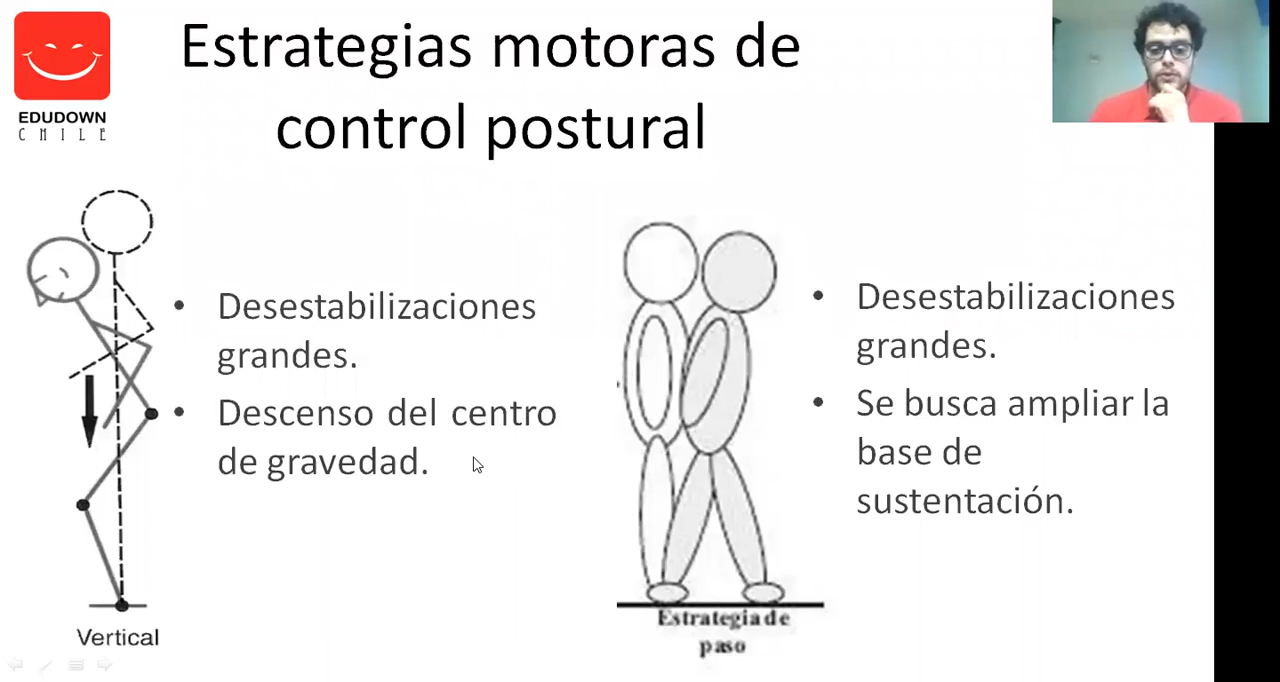 EDUDOWN
CHILE
Estrategias motoras de
control postural
• Desestabilizaciones
grandes.
• Descenso del centro
de gravedad.
Vertical
• Desestabilizaciones
grandes.
• Se busca ampliar la
base de
sustentación.
Estrategia de
paso